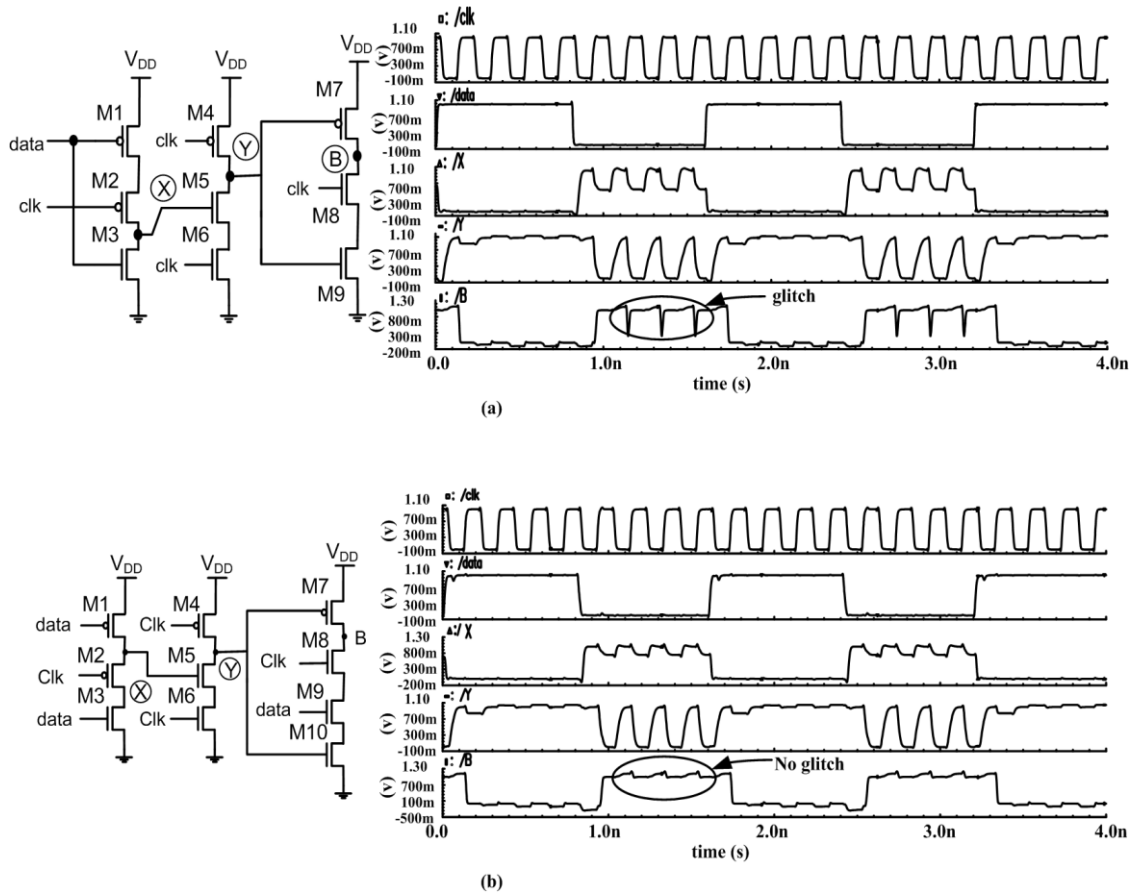 VDD
VDD
VDD
M1
M4
M7
data
clk
Y
B
M2
X
M5
clk
clk
M8
M3
M6
clk
M9
▫: /clk
1.10
700m
300m
-100m
(v)
▾: /data
1.10
700m
300m
-100m
(v)
▴: /X
1.10
700m
300m
-100m
(v)
-: /Y
1.10
700m
300m
-100m
(v)
▮: /B
1.30
800m
300m
-200m
(v)
glitch
0.0 1.0n 2.0n 3.0n 4.0n
time (s)
(a)
VDD
VDD
VDD
M1
M4
M7
data
Clk
B
M2
M5
M8
Clk
X
Y
Clk
M3
M6
M9
data
Clk
data
M10
▫: /clk
1.10
700m
300m
-100m
(v)
▾: /data
1.10
700m
300m
-100m
(v)
▴:/ X
1.30
800m
300m
-200m
(v)
-: /Y
1.10
700m
300m
-100m
(v)
▮: /B
1.30
700m
100m
-500m
(v)
No glitch
0.0 1.0n 2.0n 3.0n 4.0n
time (s)
(b)